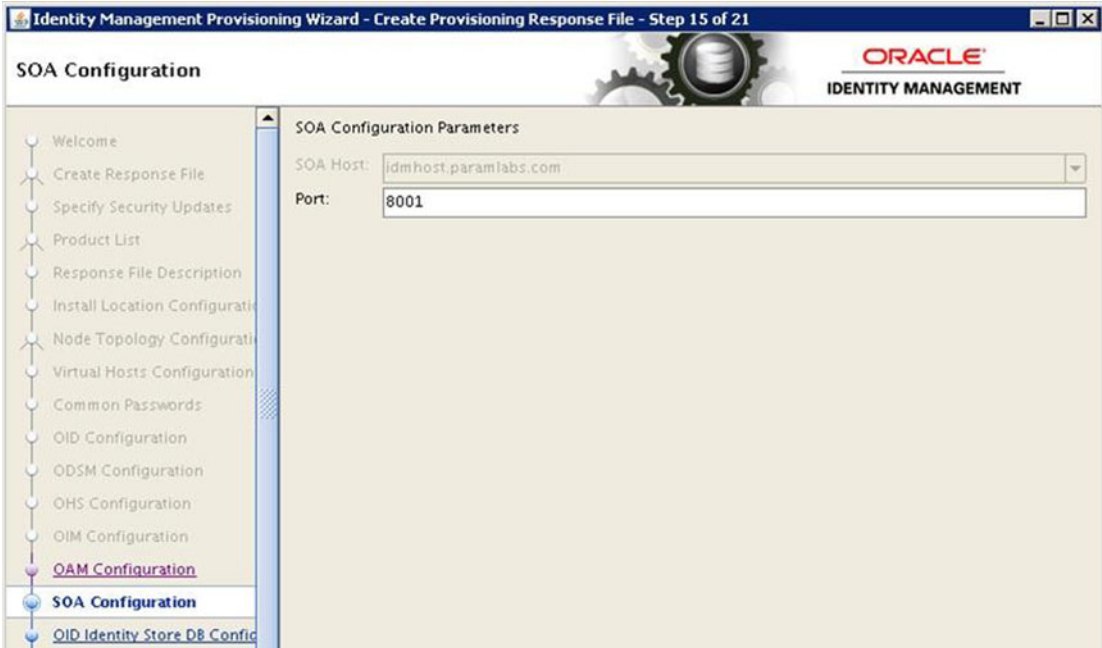 Identity Management Provisioning Wizard - Create Provisioning Response File - Step 15 of 21
SOA Configuration
ORACLE
IDENTITY MANAGEMENT
Welcome
Create Response File
Specify Security Updates
Product List
Response File Description
Install Location Configuratio
Node Topology Configurati
Virtual Hosts Configuration
Common Passwords
OID Configuration
ODSM Configuration
OHS Configuration
OIM Configuration
OAM Configuration
SOA Configuration
OID Identity Store DB Config
SOA Configuration Parameters
SOA Host: idmhost.paramlabs.com
Port: 8001